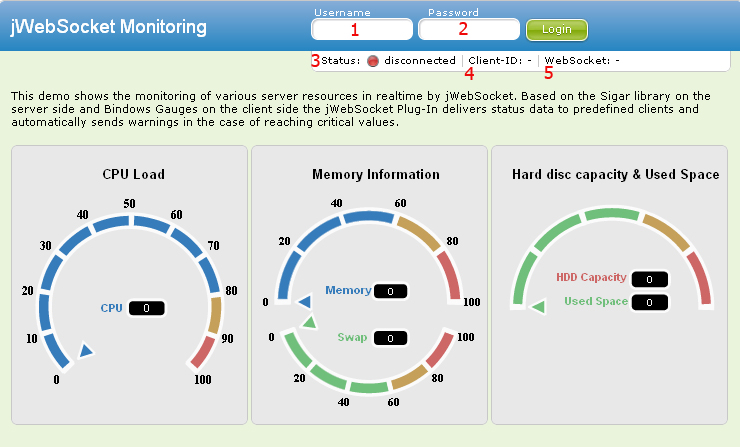 Username Password
jWebSocket Monitoring 1 2 Login
3 Status: disconnected Client-ID: - WebSocket: -
4 5
This demo shows the monitoring of various server resources in realtime by jWebSocket. Based on the Sigar library on the
server side and Bindows Gauges on the client side the jWebSocket Plug-In delivers status data to predefined clients and
automatically sends warnings in the case of reaching critical values.
CPU Load
0
10
20
30
40
50
60
70
80
90
100
CPU 0
Memory Information
0
20
40
60
80
100
Memory 0
Swap 0
0
20
40
60
80
100
Hard disc capacity & Used Space
HDD Capacity 0
Used Space 0